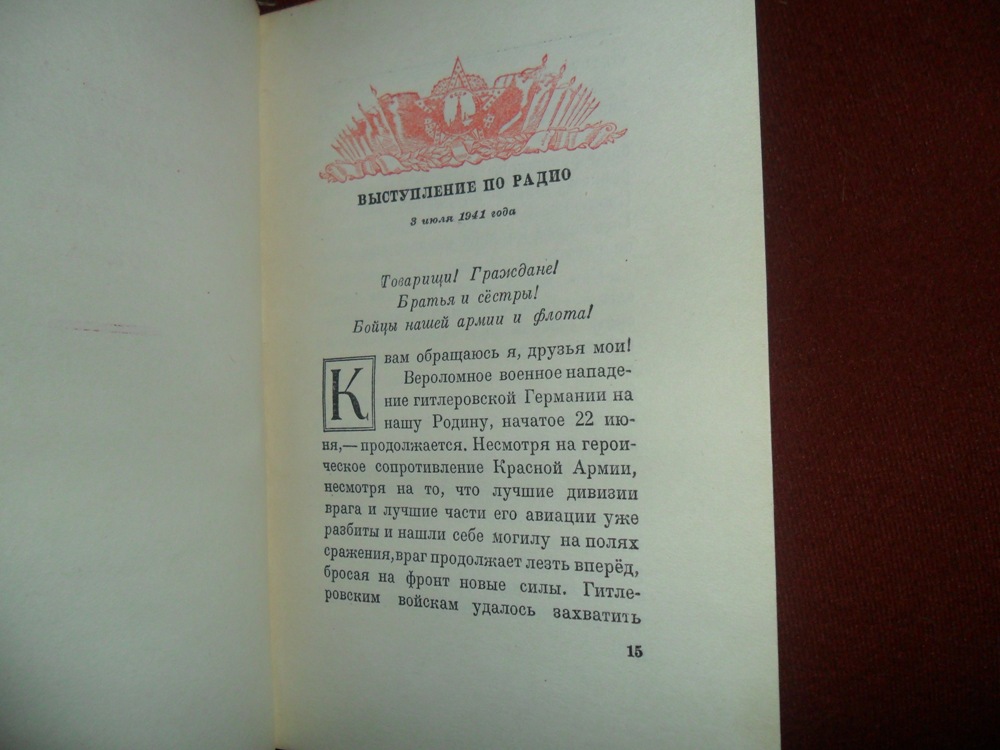 ВЫСТУПЛЕНИЕ ПО РАДИО
3 июля 1941 года
Товарищи! Граждане!
Братья и сёстры!
Бойцы нашей армии и флота!
К вам обращаюсь я, друзья мои!
Вероломное военное нападе-
ние гитлеровской Германии на
нашу Родину, начатое 22 ию-
ня,— продолжается. Несмотря на герои-
ческое сопротивление Красной Армии,
несмотря на то, что лучшие дивизии
врага и лучшие части его авиации уже
разбиты и нашли себе могилу на полях
сражения, враг продолжает лезть вперёд,
бросая на фронт новые силы. Гитле-
ровским войскам удалось захватить
15